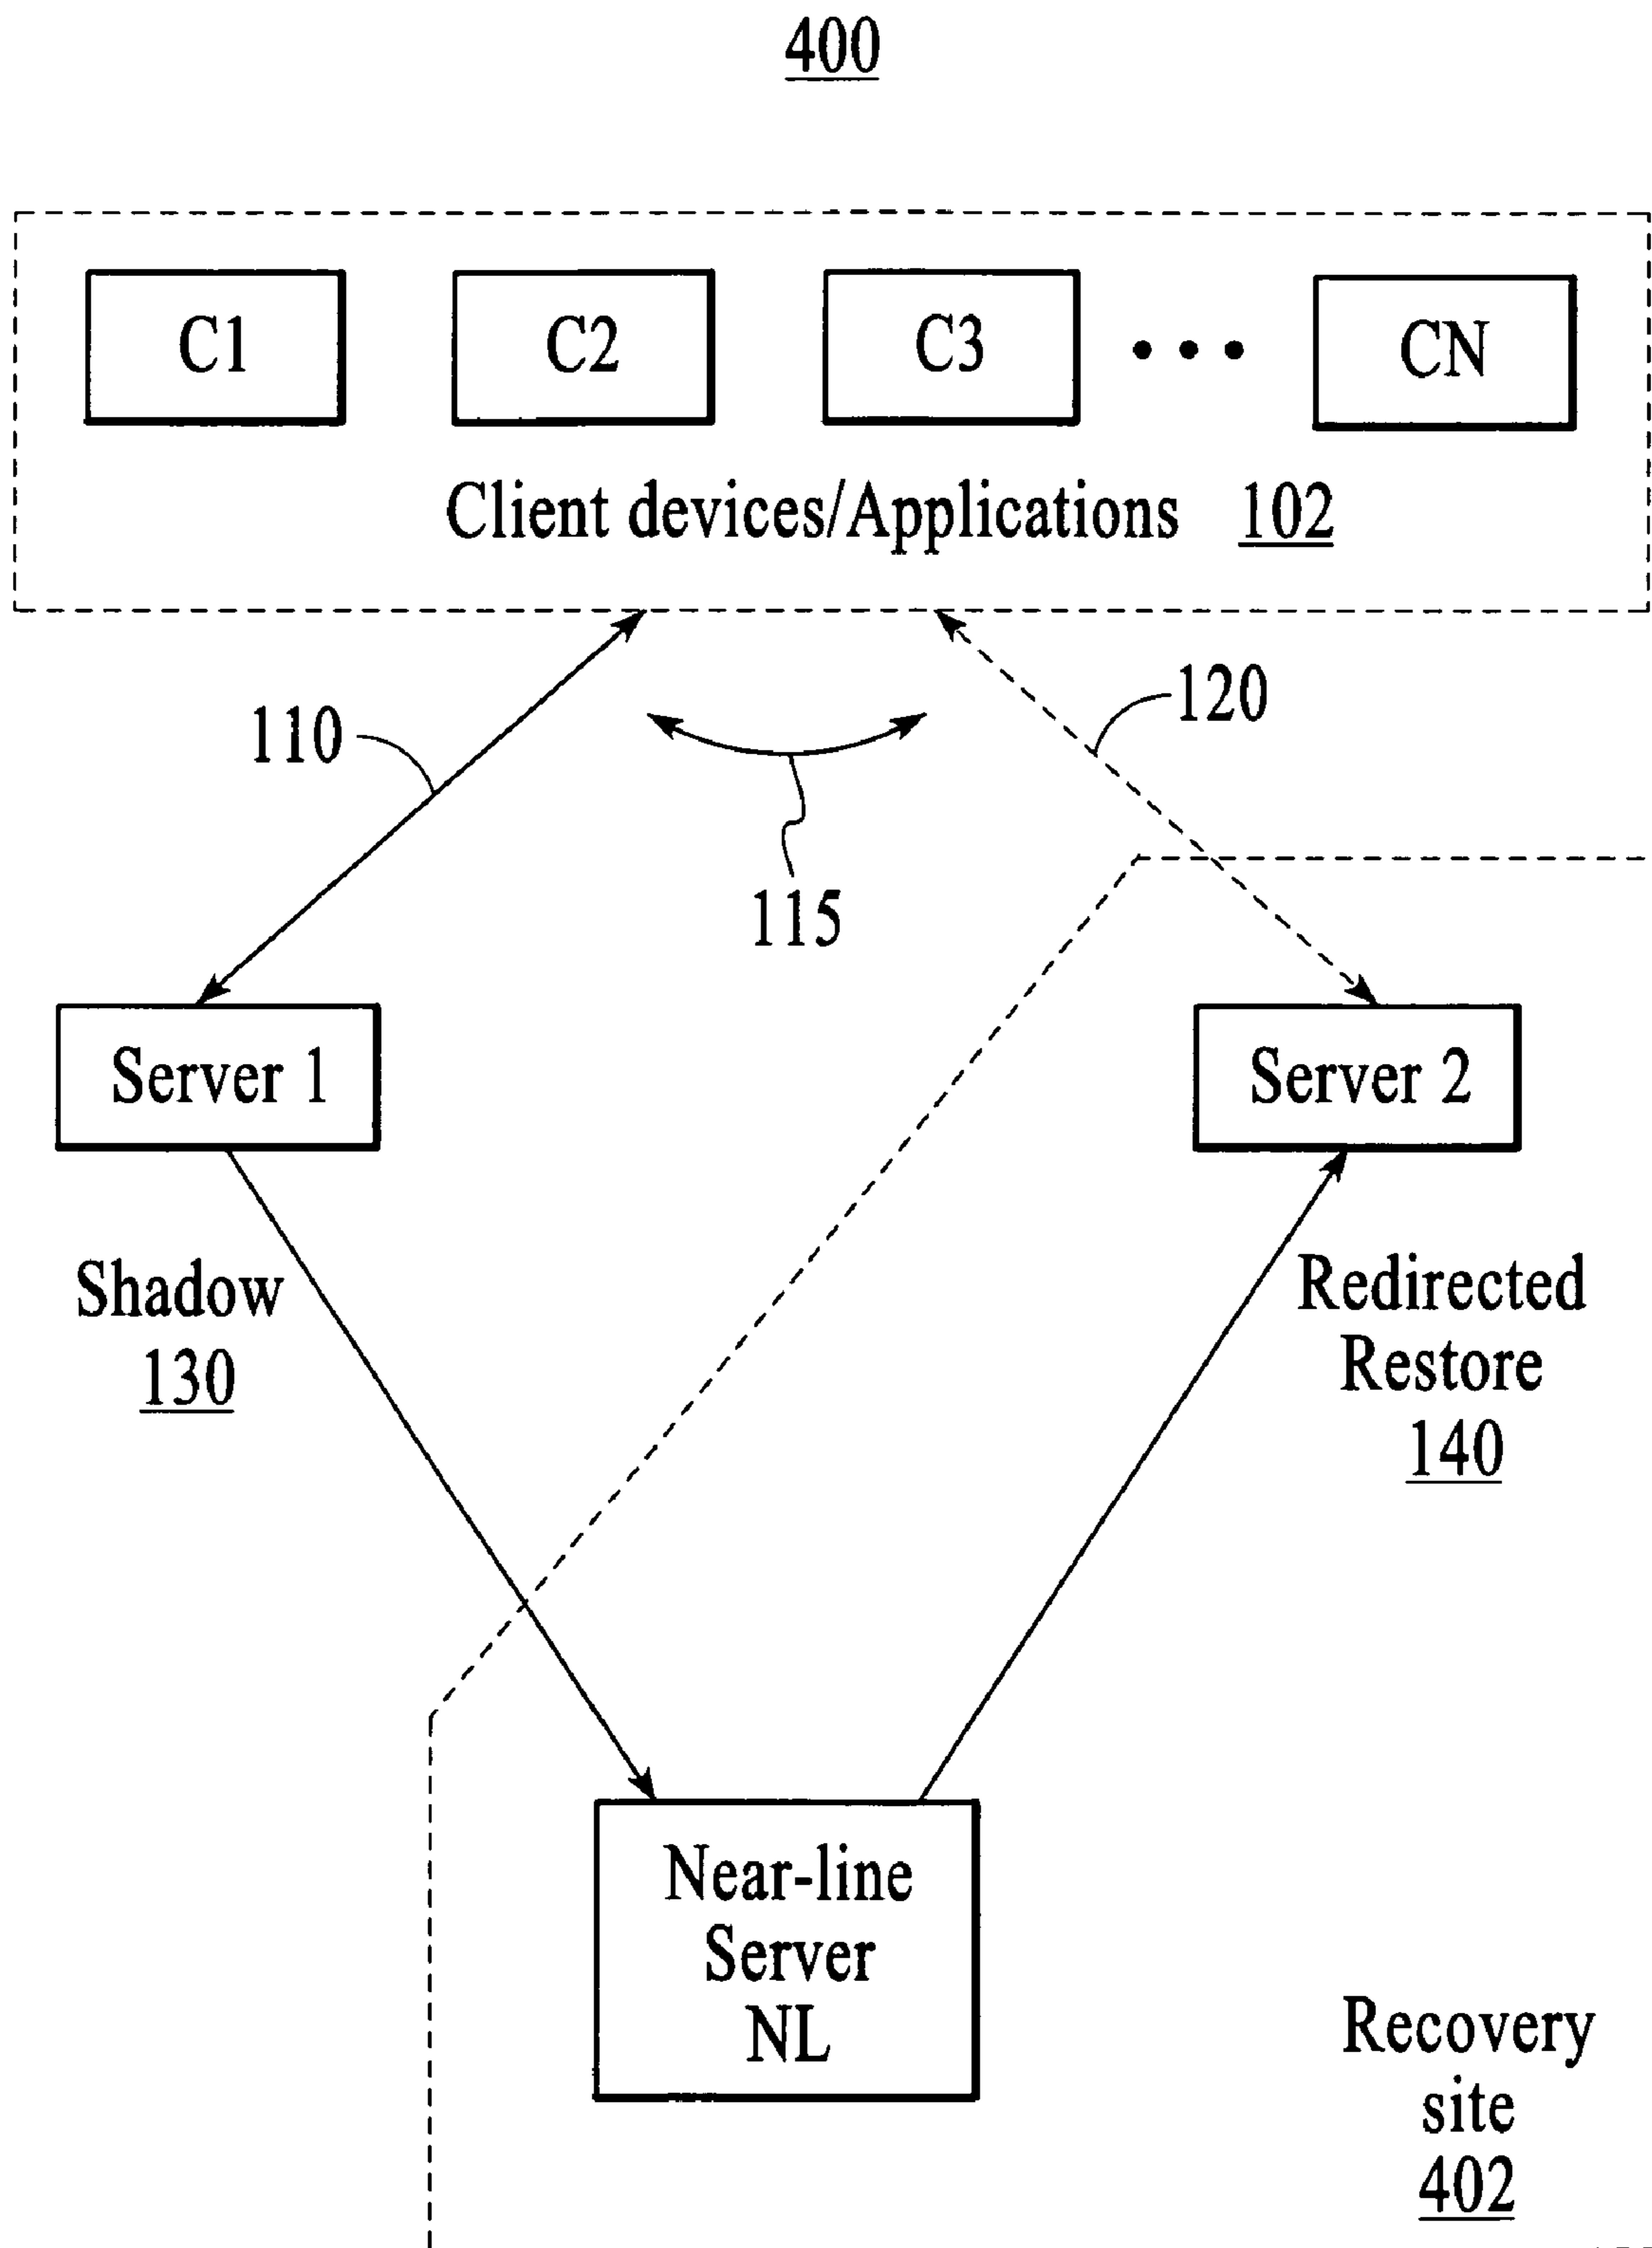 400
C1 C2 C3 CN
Client devices/Applications 102
110
120
115
Server 1
Server 2
Shadow
130
Redirected
Restore
140
Near-line
Server
NL
Recovery
site
402